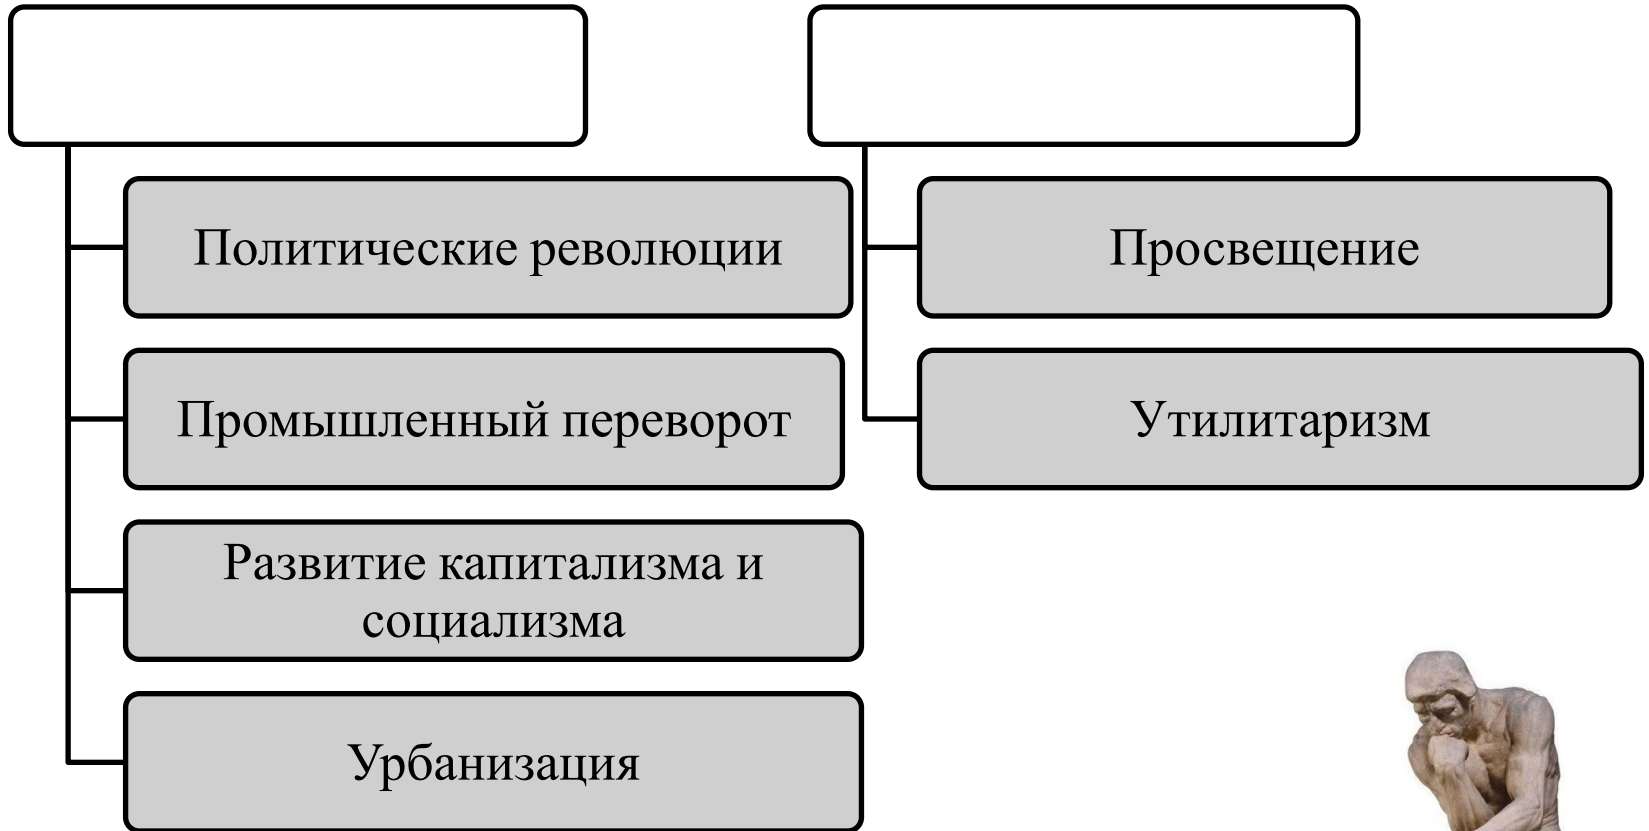 Политические революции
Промышленный переворот
Развитие капитализма и
социализма
Урбанизация
Просвещение
Утилитаризм